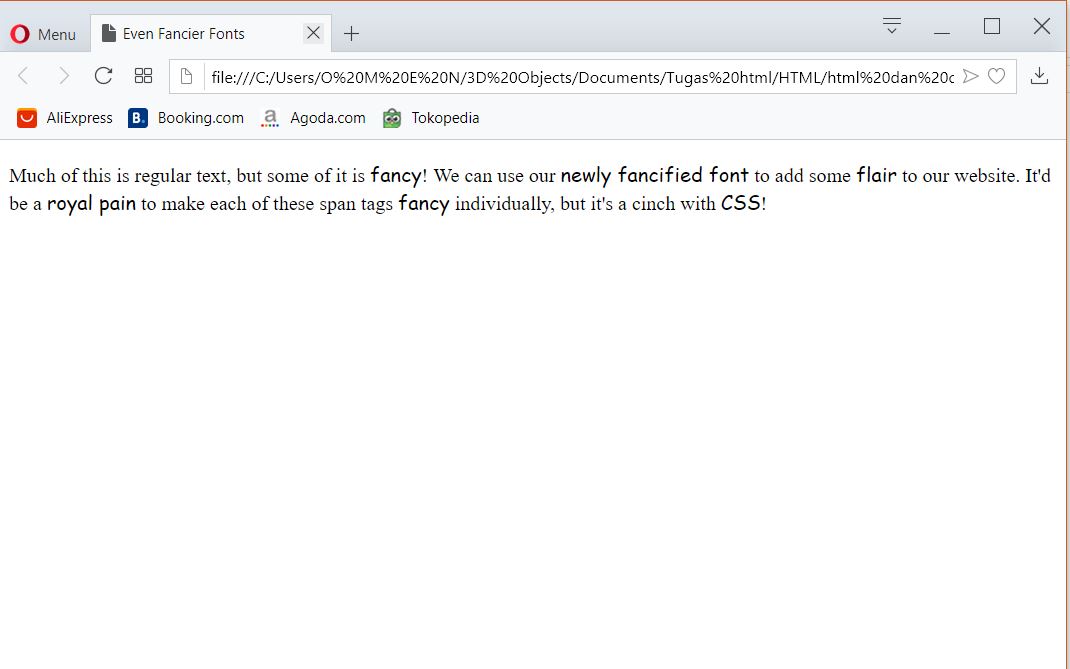 Menu Even Fancier Fonts
file:///C:/Users/O%20M%20E%20N/3D%20Objects/Documents/Tugas%20html/HTML/html%20dan%20c
AliExpress B. Booking.com a Agoda.com Tokopedia
Much of this is regular text, but some of it is fancy! We can use our newly fancified font to add some flair to our website. It'd
be a royal pain to make each of these span tags fancy individually, but it's a cinch with CSS!